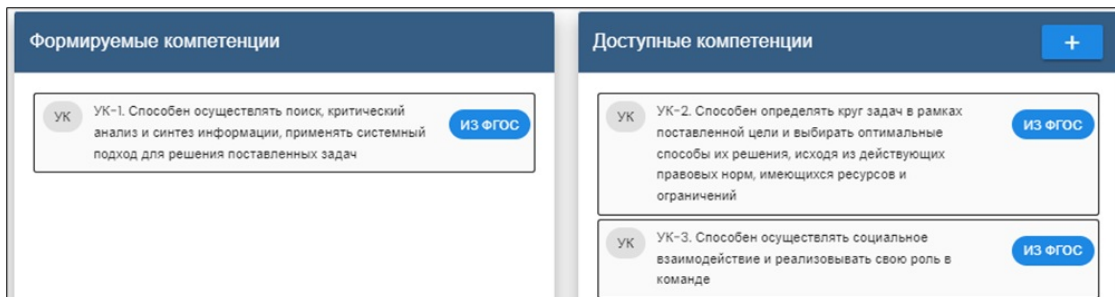 Формируемые компетенции
УК
УК-1. Способен осуществлять поиск, критический
анализ и синтез информации, применять системный
подход для решения поставленных задач
ИЗ ФГОС
Доступные компетенции
+
УК
УК-2. Способен определять круг задач в рамках
поставленной цели и выбирать оптимальные
способы их решения, исходя из действующих
правовых норм, имеющихся ресурсов и
ограничений
ИЗ ФГОС
УК
УК-3. Способен осуществлять социальное
взаимодействие и реализовывать свою роль в
команде
ИЗ ФГОС